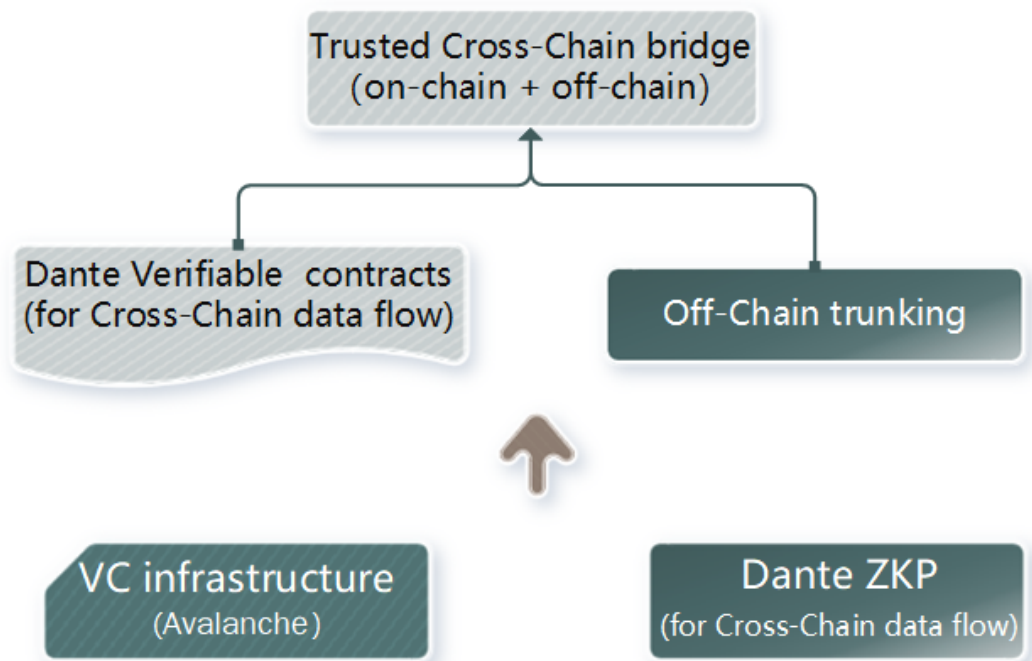 Trusted Cross-Chain bridge
(on-chain + off-chain)
Dante Verifiable contracts
(for Cross-Chain data flow)
Off-Chain trunking
VC infrastructure
(Avalanche)
Dante ZKP
(for Cross-Chain data flow)